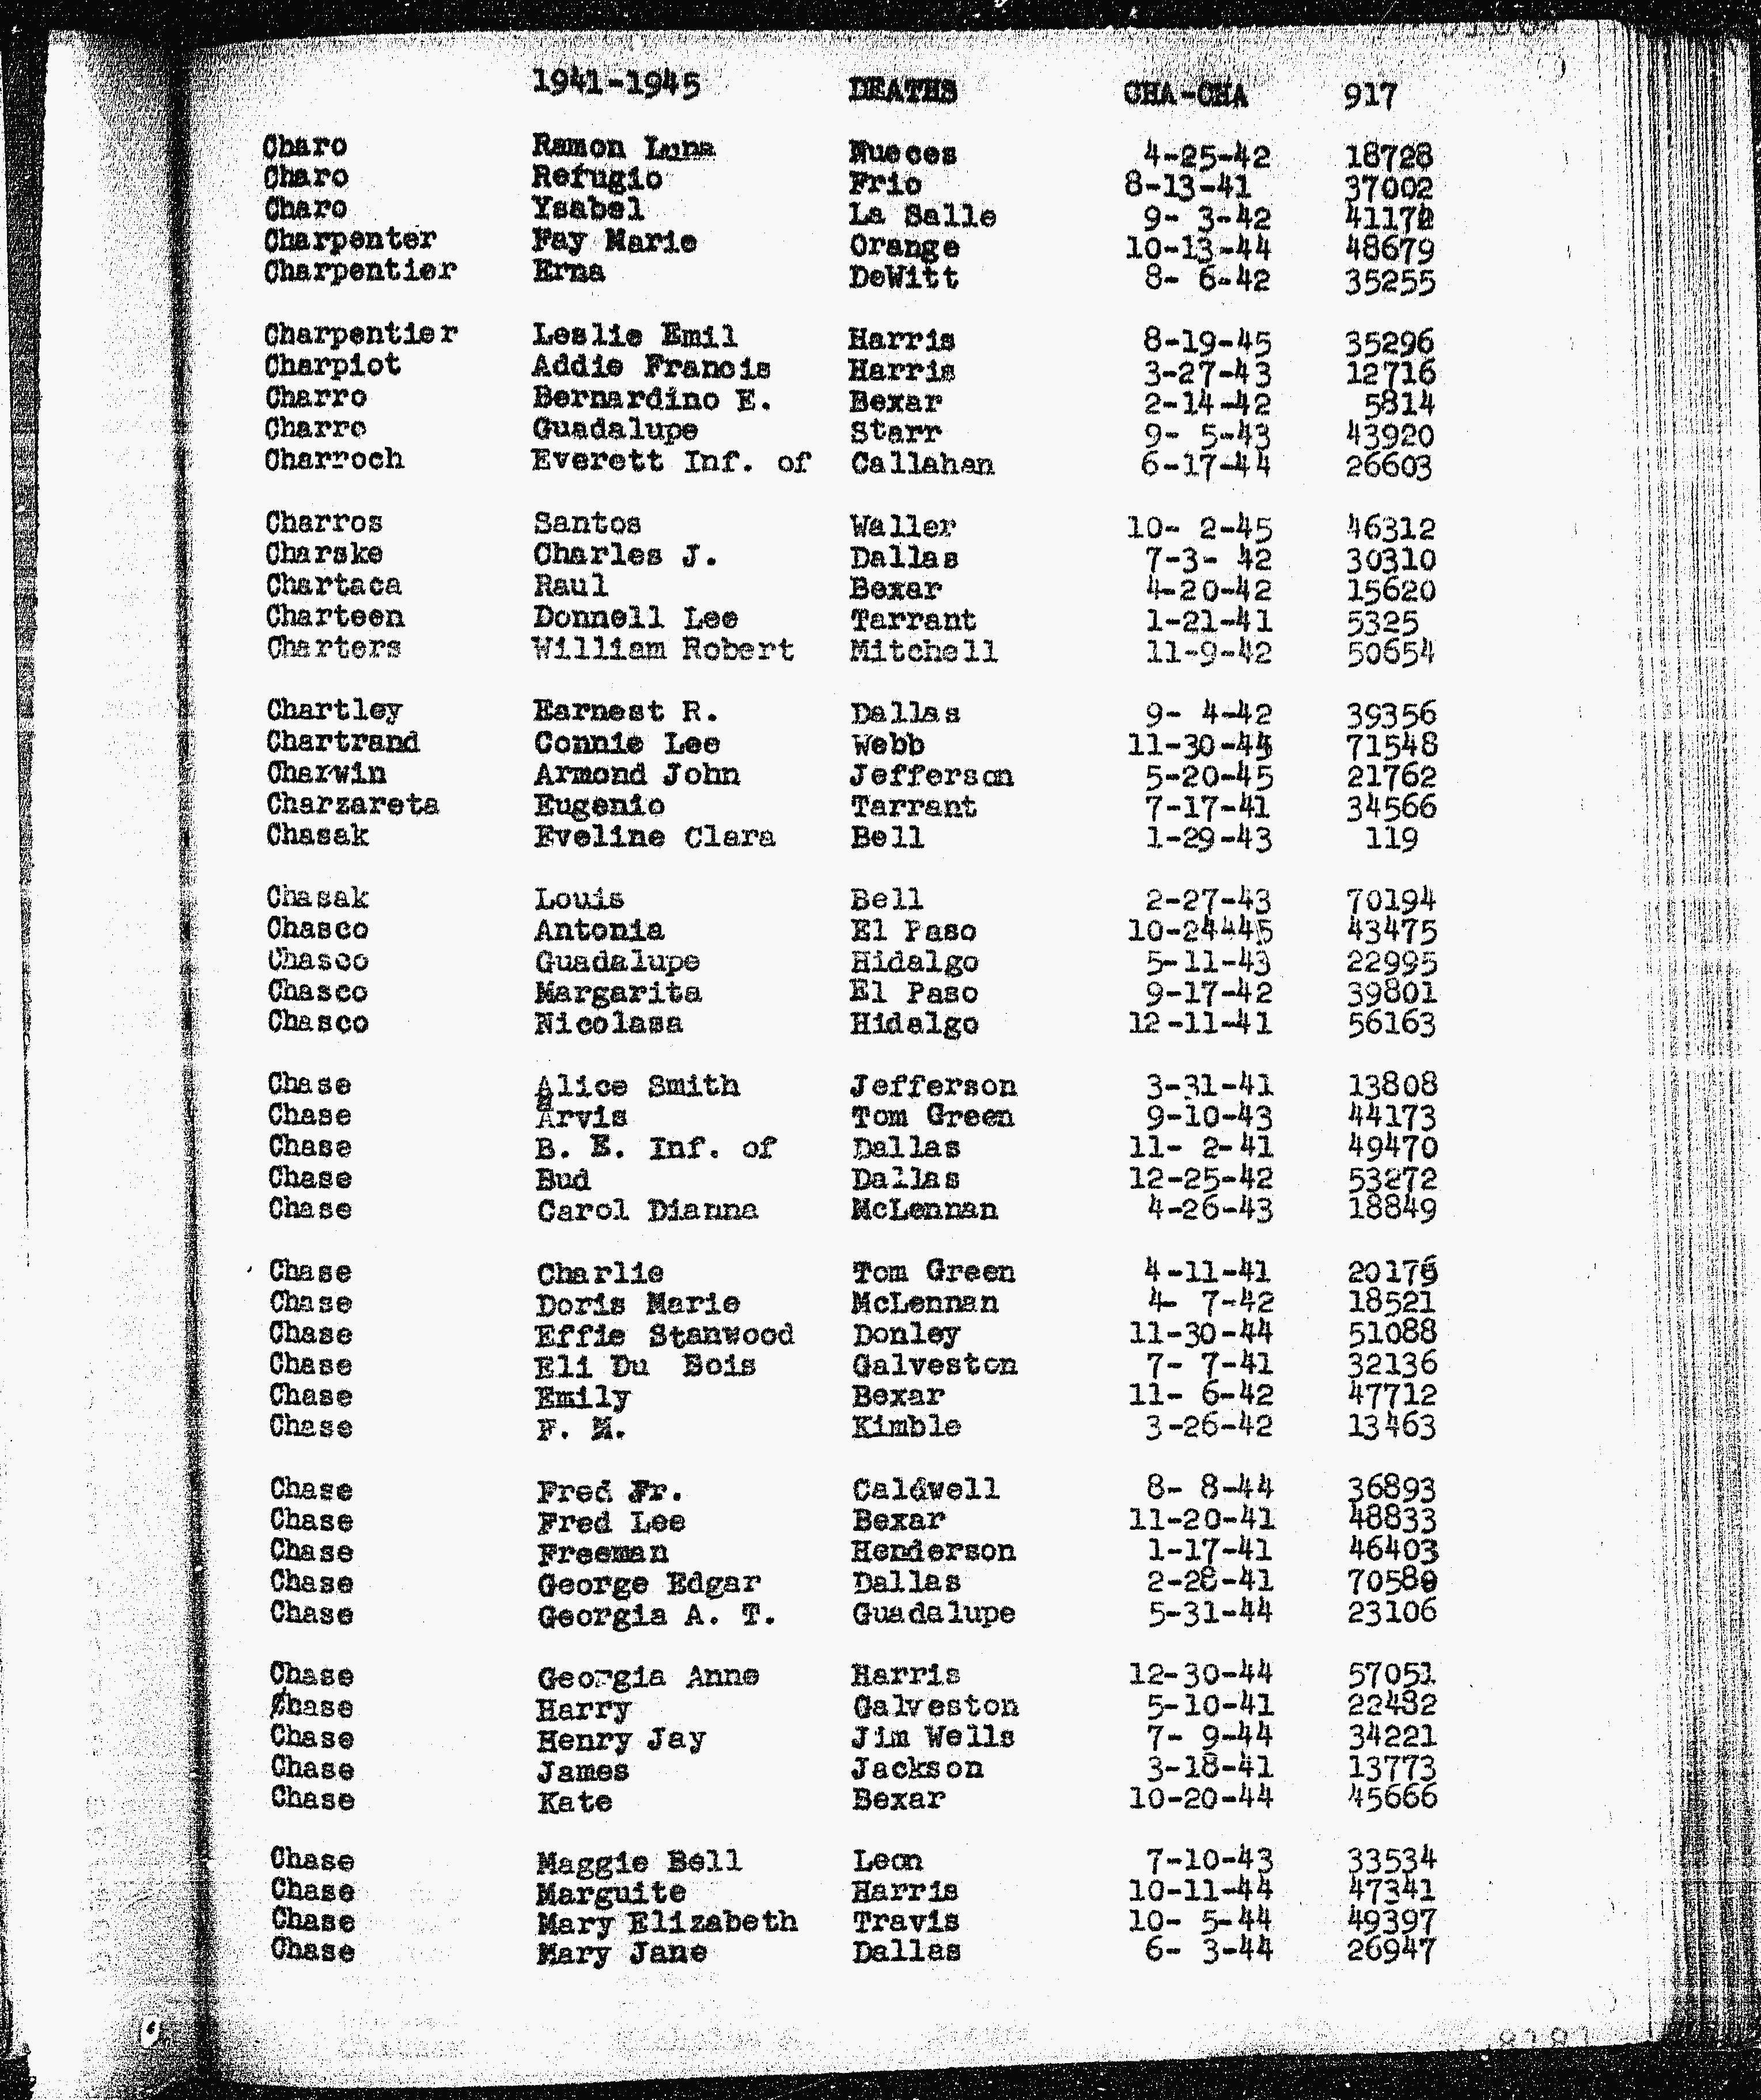 1941-1945 DEATHS CHA-CHA 917
Charo Ramon Luna Nueces 4-25-42 18728
Charo Refugio Frio 8-13-41 37002
Charo Ysabel La Salle 9- 3-42
Charpenter Fay Marie Orange 10-13-44 48679
Charpentier Erna DeWitt 8- 6-42 35255
Charpentier Leslie Emil Harris 8-19-45 35296
Charpiot Addie Francis Harris 3-27-43 12716
Charro Bernardino E. Bexar 2-14-42 5814
Charro Guadalupe Starr 9- 5-43 43920
Charroch Everett Inf. of Callahan 6-17-44 26603
Charros Santos Waller 10- 2-45 46312
Charske Charles J. Dallas 7-3- 42 30310
Chartaca Raul Bexar 4-20-42 15620
Charteen Donnell Lee Tarrant 1-21-41 5325
Charters William Robert Mitchell 11-9-42 50654
Chartley Earnest R. Dallas 9- 4-42 39356
Chartrand Connie Lee Webb 71548
Charwin Armond John Jefferson 5-20-45 21762
Charzareta Eugenio Tarrant 7-17-41 34566
Chasak Eveline Clara Bell 1-29-43 119
Chasak Louis Bell 2-27-43 70194
Chasco Antonia El Paso 10-24445 43475
Chasco Guadalupe Hidalgo 5-11-43 22995
Chasco Margarita El Paso 9-17-42 39801
Chasco Nicolasa Hidalgo 12-11-41 56163
Chase Alice Smith Jefferson 3-31-41 13808
Chase Arvis Tom Green 9-10-43 44173
Chase B. E. Inf. of Dallas 11- 2-41 49470
Chase Bud Dallas 12-25-42 53272
Chase Carol Dianna McLennan 4-26-43 18849
Chase Charlie Tom Green 4-11-41
Chase Doris Marie McLennan 4- 7-42 18521
Chase Effie Stanwood Donley 11-30-44 51088
Chase Eli Du Bois Galveston 7- 7-41 32136
Chase Emily Bexar 11- 6-42 47712
Chase F. M. Kimble 3-26-42 13463
Chase Fred Jr. Caldwell 8- 8-44 36893
Chase Fred Lee Bexar 11-20-41 48833
Chase Freeman Henderson 1-17-41 46403
Chase George Edgar Dallas 2-28-41
Chase Georgia A. T. Guadalupe 5-31-44 23106
Chase Georgia Anne Harris 12-30-44 57051
Chase Harry Galveston 5-10-41 22482
Chase Henry Jay Jim Wells 7- 9-44 34221
Chase James Jackson 3-18-41 13773
Chase Kate Bexar 10-20-44 45666
Chase Maggie Bell Leon 7-10-43 33534
Chase Marguite Harris 10-11-44 47341
Chase Mary Elizabeth Travis 10- 5-44 49397
Chase Mary Jane Dallas 6- 3-44 26947